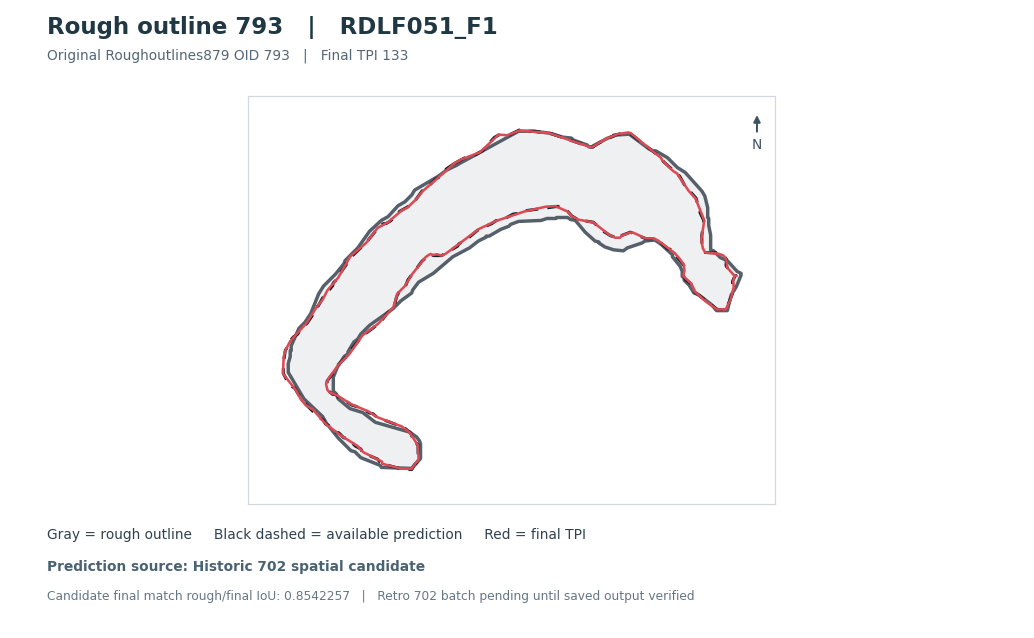 Rough outline 793   |   RDLF051_F1
Original Roughoutlines879 OID 793   |   Final TPI 133
N
Gray = rough outline     Black dashed = available prediction     Red = final TPI
Prediction source: Historic 702 spatial candidate
Candidate final match rough/final IoU: 0.8542257   |   Retro 702 batch pending until saved output verified